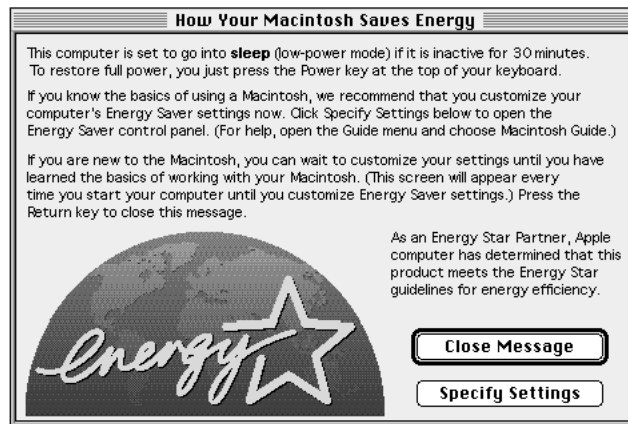 How Your Macintosh Saves Energy
This computer is set to go into sleep (low-power mode) if it is inactive for 30 minutes.
To restore full power, you just press the Power key at the top of your keyboard.
If you know the basics of using a Macintosh, we recommend that you customize your
computer's Energy Saver settings now. Click Specify Settings below to open the
Energy Saver control panel. (For help, open the Guide menu and choose Macintosh Guide.)
If you are new to the Macintosh, you can wait to customize your settings until you have
learned the basics of working with your Macintosh. (This screen will appear every
time you start your computer until you customize Energy Saver settings.) Press the
Return key to close this message.
As an Energy Star Partner, Apple
computer has determined that this
product meets the Energy Star
guidelines for energy efficiency.
energy
Close Message
Specify Settings